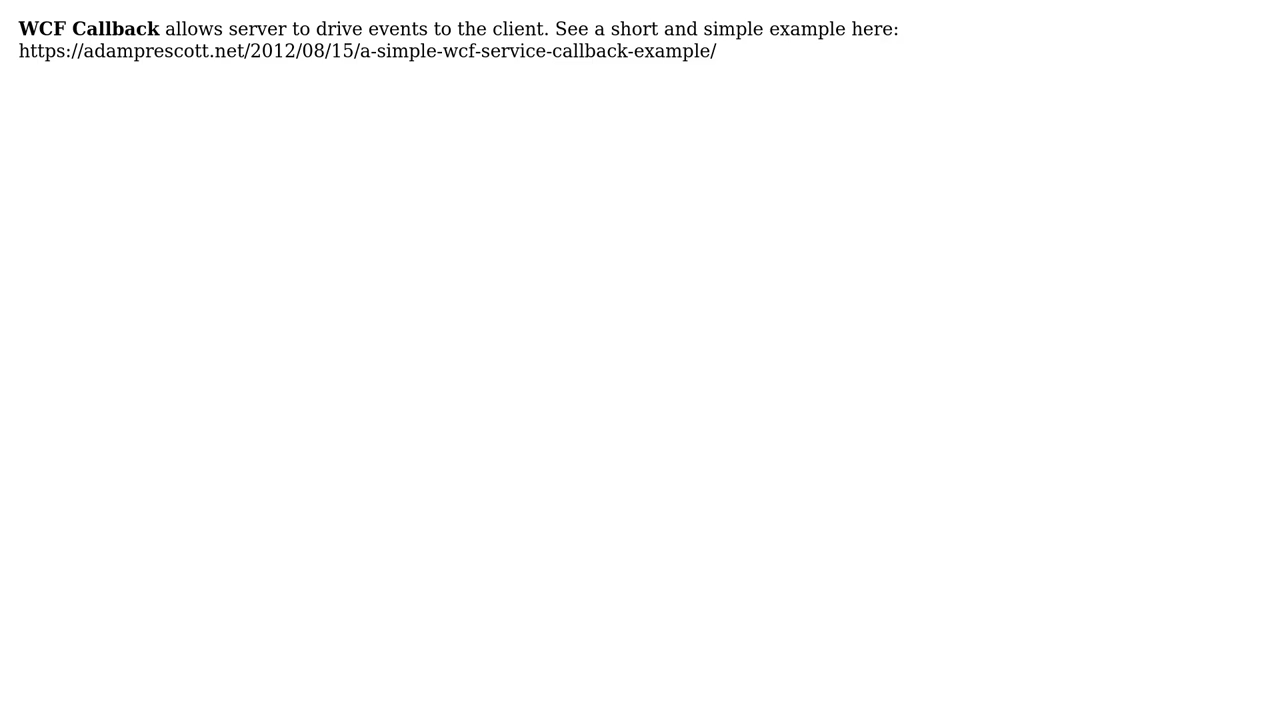 WCF Callback allows server to drive events to the client. See a short and simple example here:
https://adamprescott.net/2012/08/15/a-simple-wcf-service-callback-example/